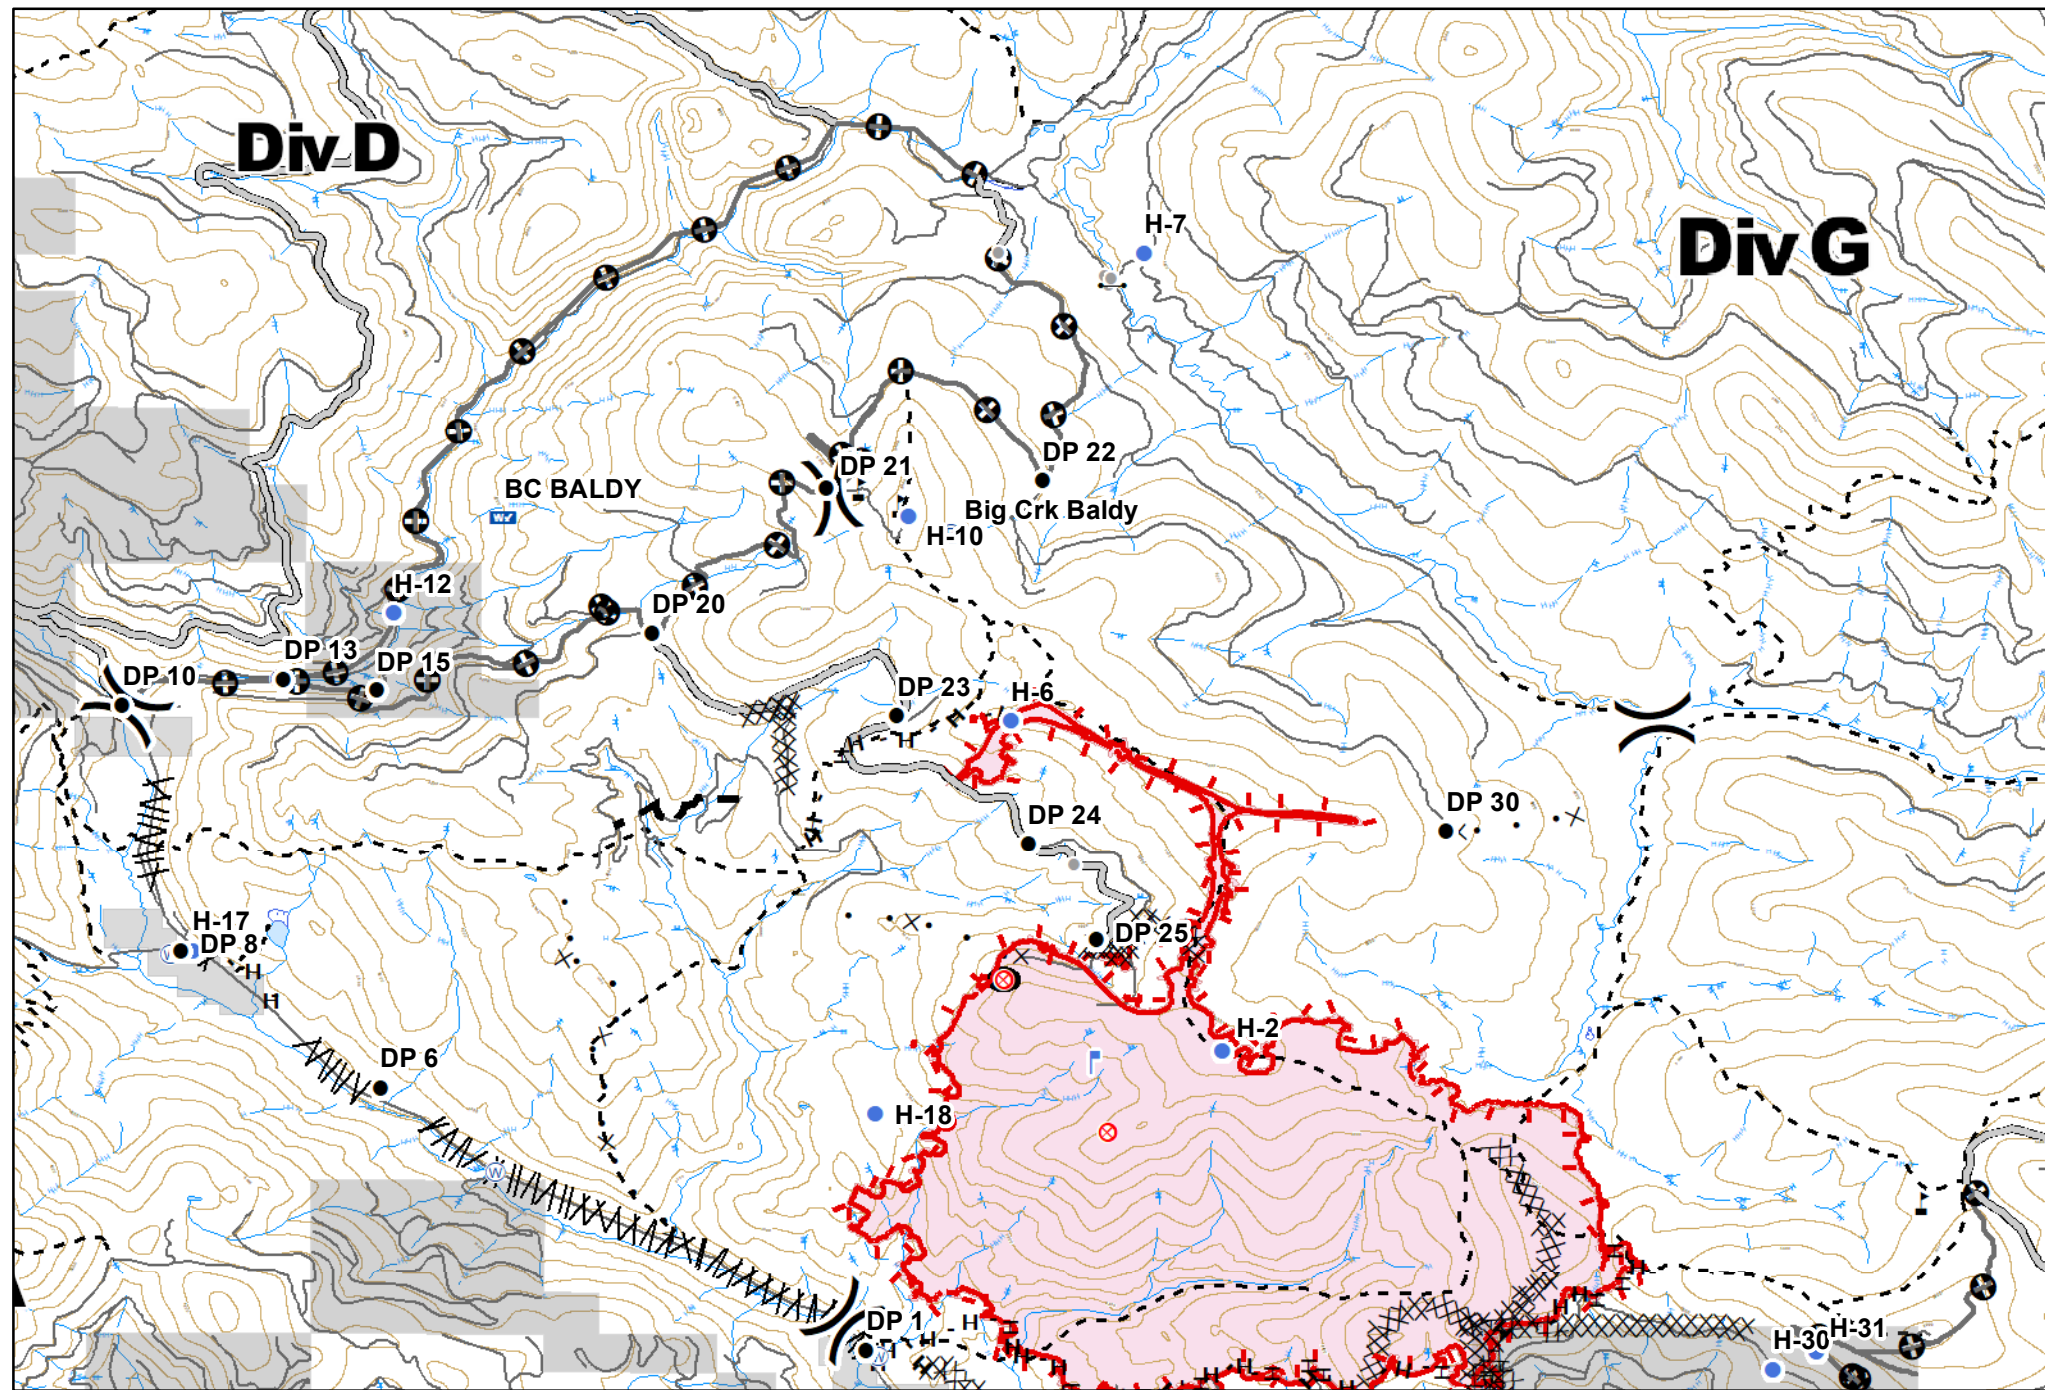 Div D
H-7
Div G
DP 22
DP 21
BC BALDY
Big Crk Baldy
H-10
H-12
DP 20
DP 13
DP 15
DP 10
DP 23
H-6
DP 30
DP 24
H-17
DP 8
DP 25
H-2
DP 6
H-18
W
DP 1
H-31
H-30